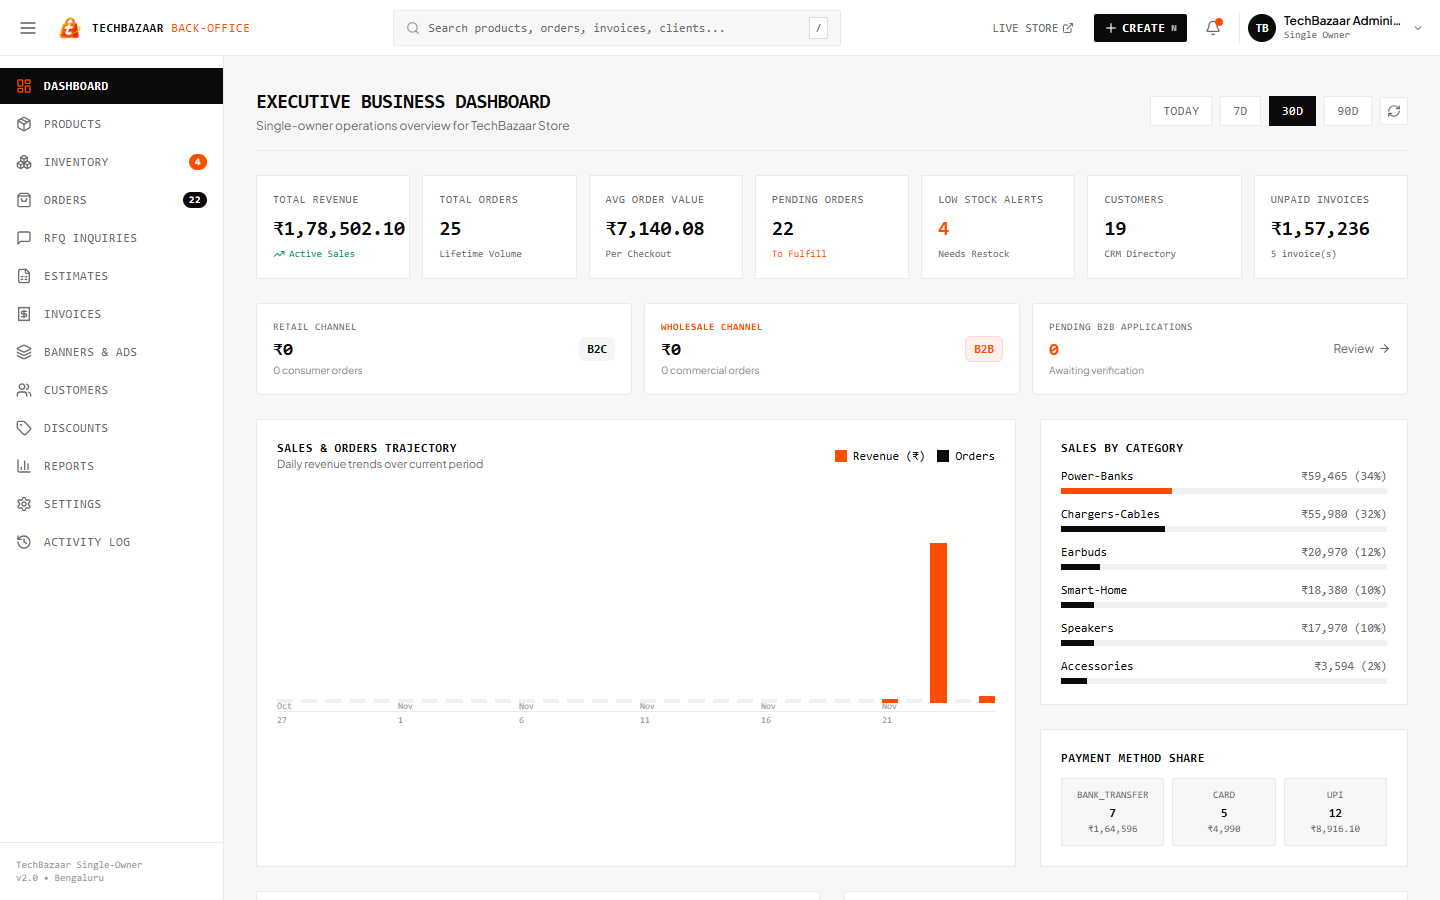 TECHBAZAAR BACK-OFFICE
Search products, orders, invoices, clients...
/
LIVE STORE
+ CREATE N
TB
TechBazaar Admini...
Single Owner
DASHBOARD
PRODUCTS
INVENTORY 4
ORDERS 22
RFQ INQUIRIES
ESTIMATES
INVOICES
BANNERS & ADS
CUSTOMERS
DISCOUNTS
REPORTS
SETTINGS
ACTIVITY LOG
TechBazaar Single-Owner
v2.0 • Bengaluru
EXECUTIVE BUSINESS DASHBOARD
Single-owner operations overview for TechBazaar Store
TODAY 7D 30D 90D
TOTAL REVENUE
₹1,78,502.10
Active Sales
TOTAL ORDERS
25
Lifetime Volume
AVG ORDER VALUE
₹7,140.08
Per Checkout
PENDING ORDERS
22
To Fulfill
LOW STOCK ALERTS
4
Needs Restock
CUSTOMERS
19
CRM Directory
UNPAID INVOICES
₹1,57,236
5 invoice(s)
RETAIL CHANNEL
₹0
0 consumer orders
B2C
WHOLESALE CHANNEL
₹0
0 commercial orders
B2B
PENDING B2B APPLICATIONS
0
Awaiting verification
Review →
SALES & ORDERS TRAJECTORY
Daily revenue trends over current period
Revenue (₹) Orders
Oct 27
Nov 1
Nov 6
Nov 11
Nov 16
Nov 21
SALES BY CATEGORY
Power-Banks ₹59,465 (34%)
Chargers-Cables ₹55,980 (32%)
Earbuds ₹20,970 (12%)
Smart-Home ₹18,380 (10%)
Speakers ₹17,970 (10%)
Accessories ₹3,594 (2%)
PAYMENT METHOD SHARE
BANK_TRANSFER
7
₹1,64,596
CARD
5
₹4,990
UPI
12
₹8,916.10